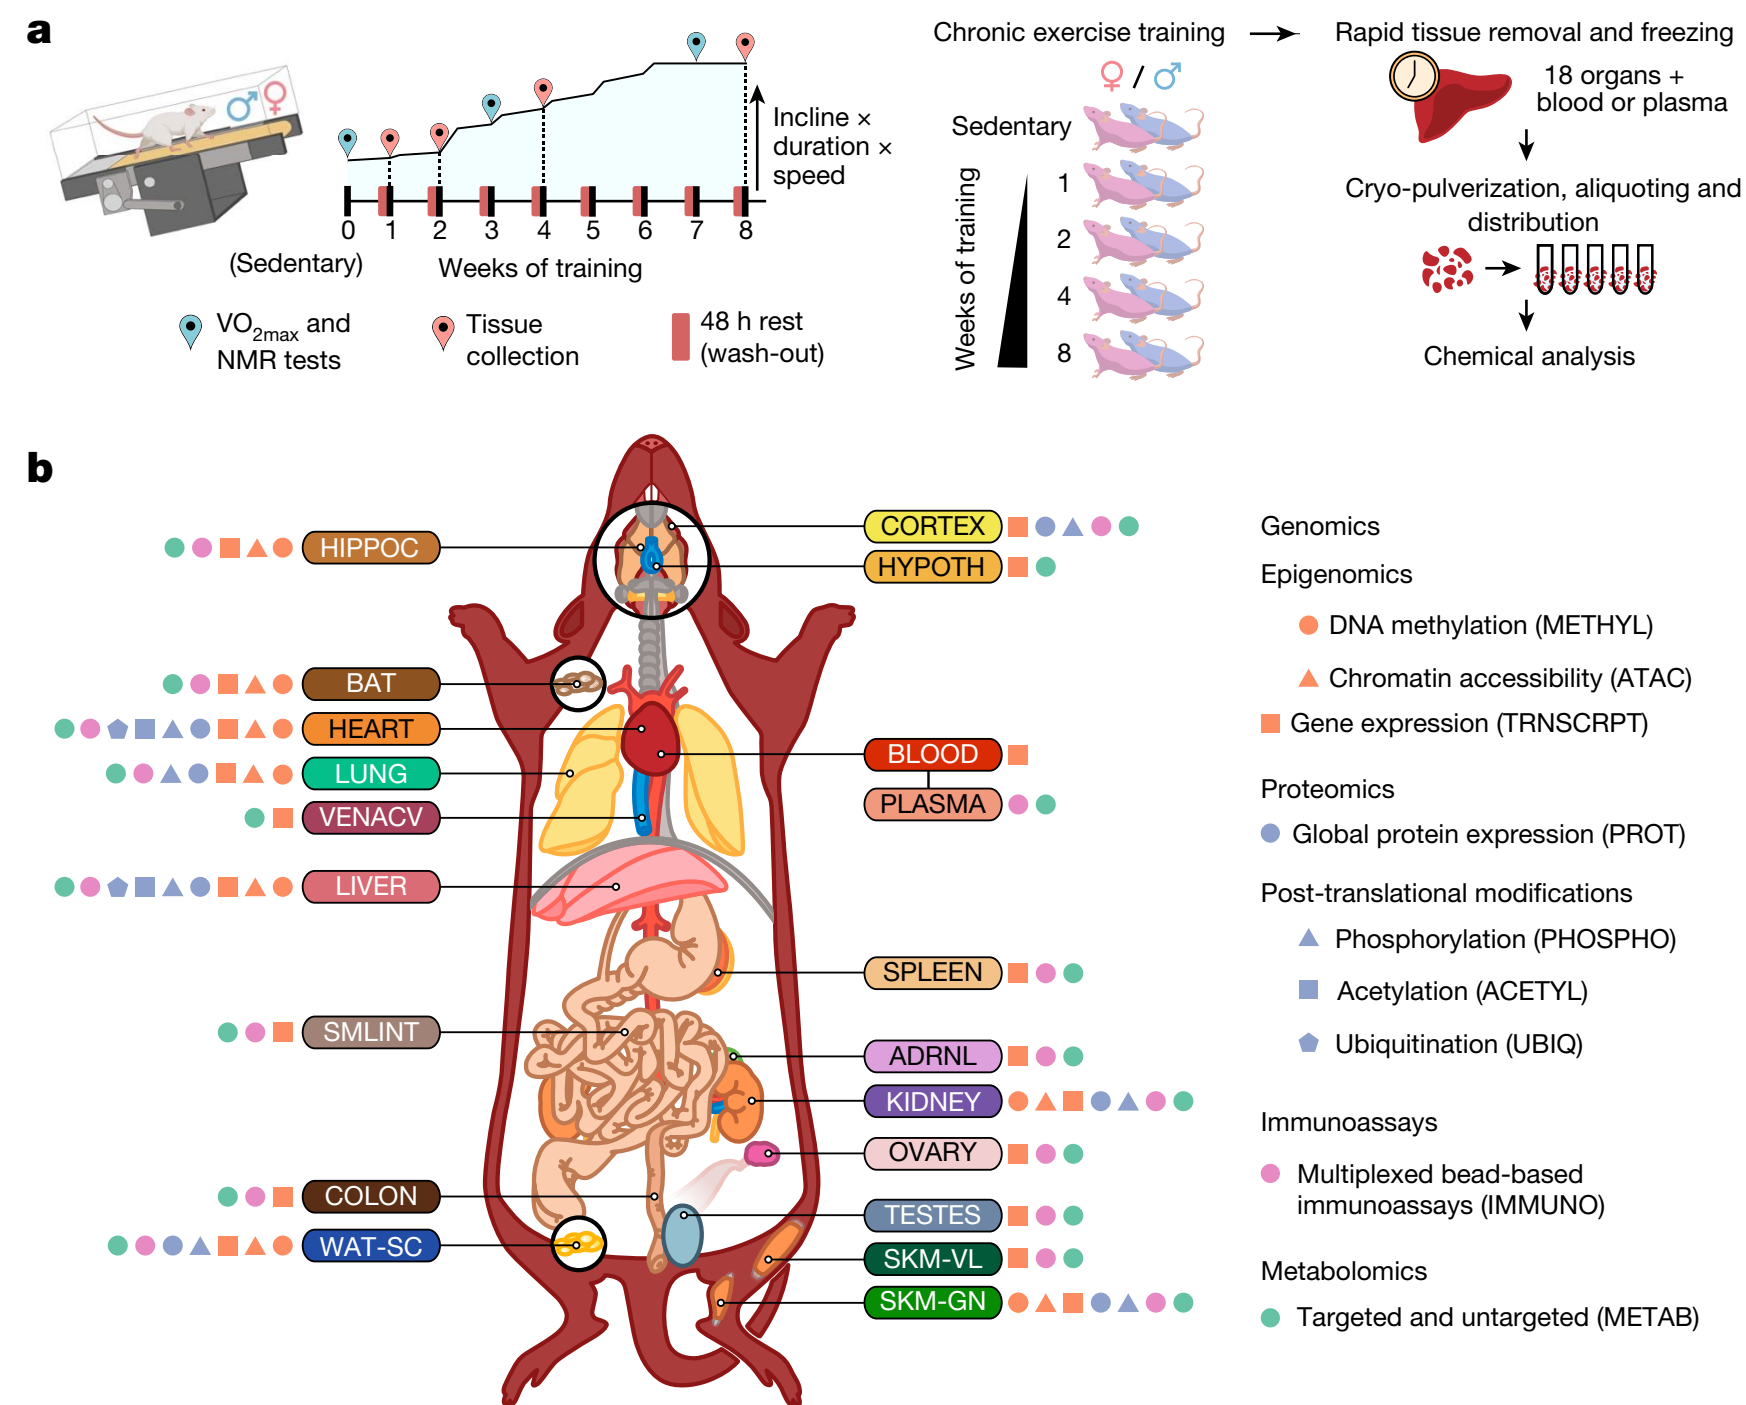 a
Incline ×
duration ×
speed
0 1 2 3 4 5 6 7 8
(Sedentary)
Weeks of training
VO2max and
NMR tests
Tissue
collection
48 h rest
(wash-out)
Chronic exercise training
♀ / ♂
Sedentary
1
2
4
8
Weeks of training
Rapid tissue removal and freezing
18 organs +
blood or plasma
Cryo-pulverization, aliquoting and
distribution
Chemical analysis
b
HIPPOC
BAT
HEART
LUNG
VENACV
LIVER
SMLINT
COLON
WAT-SC
CORTEX
HYPOTH
BLOOD
PLASMA
SPLEEN
ADRNL
KIDNEY
OVARY
TESTES
SKM-VL
SKM-GN
Genomics
Epigenomics
DNA methylation (METHYL)
Chromatin accessibility (ATAC)
Gene expression (TRNSCRPT)
Proteomics
Global protein expression (PROT)
Post-translational modifications
Phosphorylation (PHOSPHO)
Acetylation (ACETYL)
Ubiquitination (UBIQ)
Immunoassays
Multiplexed bead-based
immunoassays (IMMUNO)
Metabolomics
Targeted and untargeted (METAB)